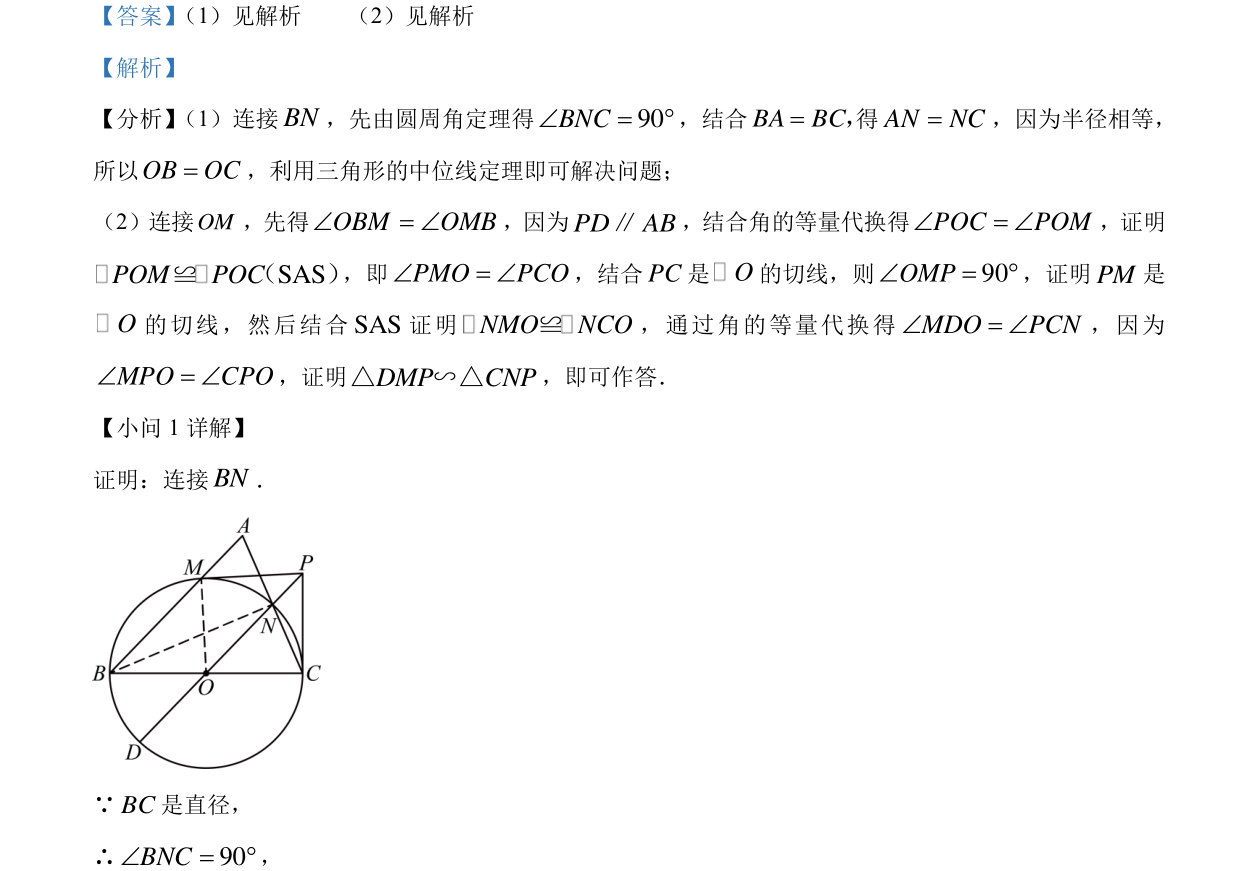 【答案】（1）见解析 （2）见解析
【解析】
【分析】（1）连接BN，先由圆周角定理得∠BNC=90°，结合BA=BC，得AN=NC，因为半径相等，
所以OB=OC，利用三角形的中位线定理即可解决问题；
（2）连接OM，先得∠OBM=∠OMB，因为PD∥AB，结合角的等量代换得∠POC=∠POM，证明
□POM≌□POC（SAS），即∠PMO=∠PCO，结合PC是□O的切线，则∠OMP=90°，证明PM是
□O的切线，然后结合SAS证明□NMO≌□NCO，通过角的等量代换得∠MDO=∠PCN，因为
∠MPO=∠CPO，证明△DMP∽△CNP，即可作答．
【小问1详解】
证明：连接BN．
A
M
P
N
B
O
C
D
∵BC是直径，
∴∠BNC=90°，